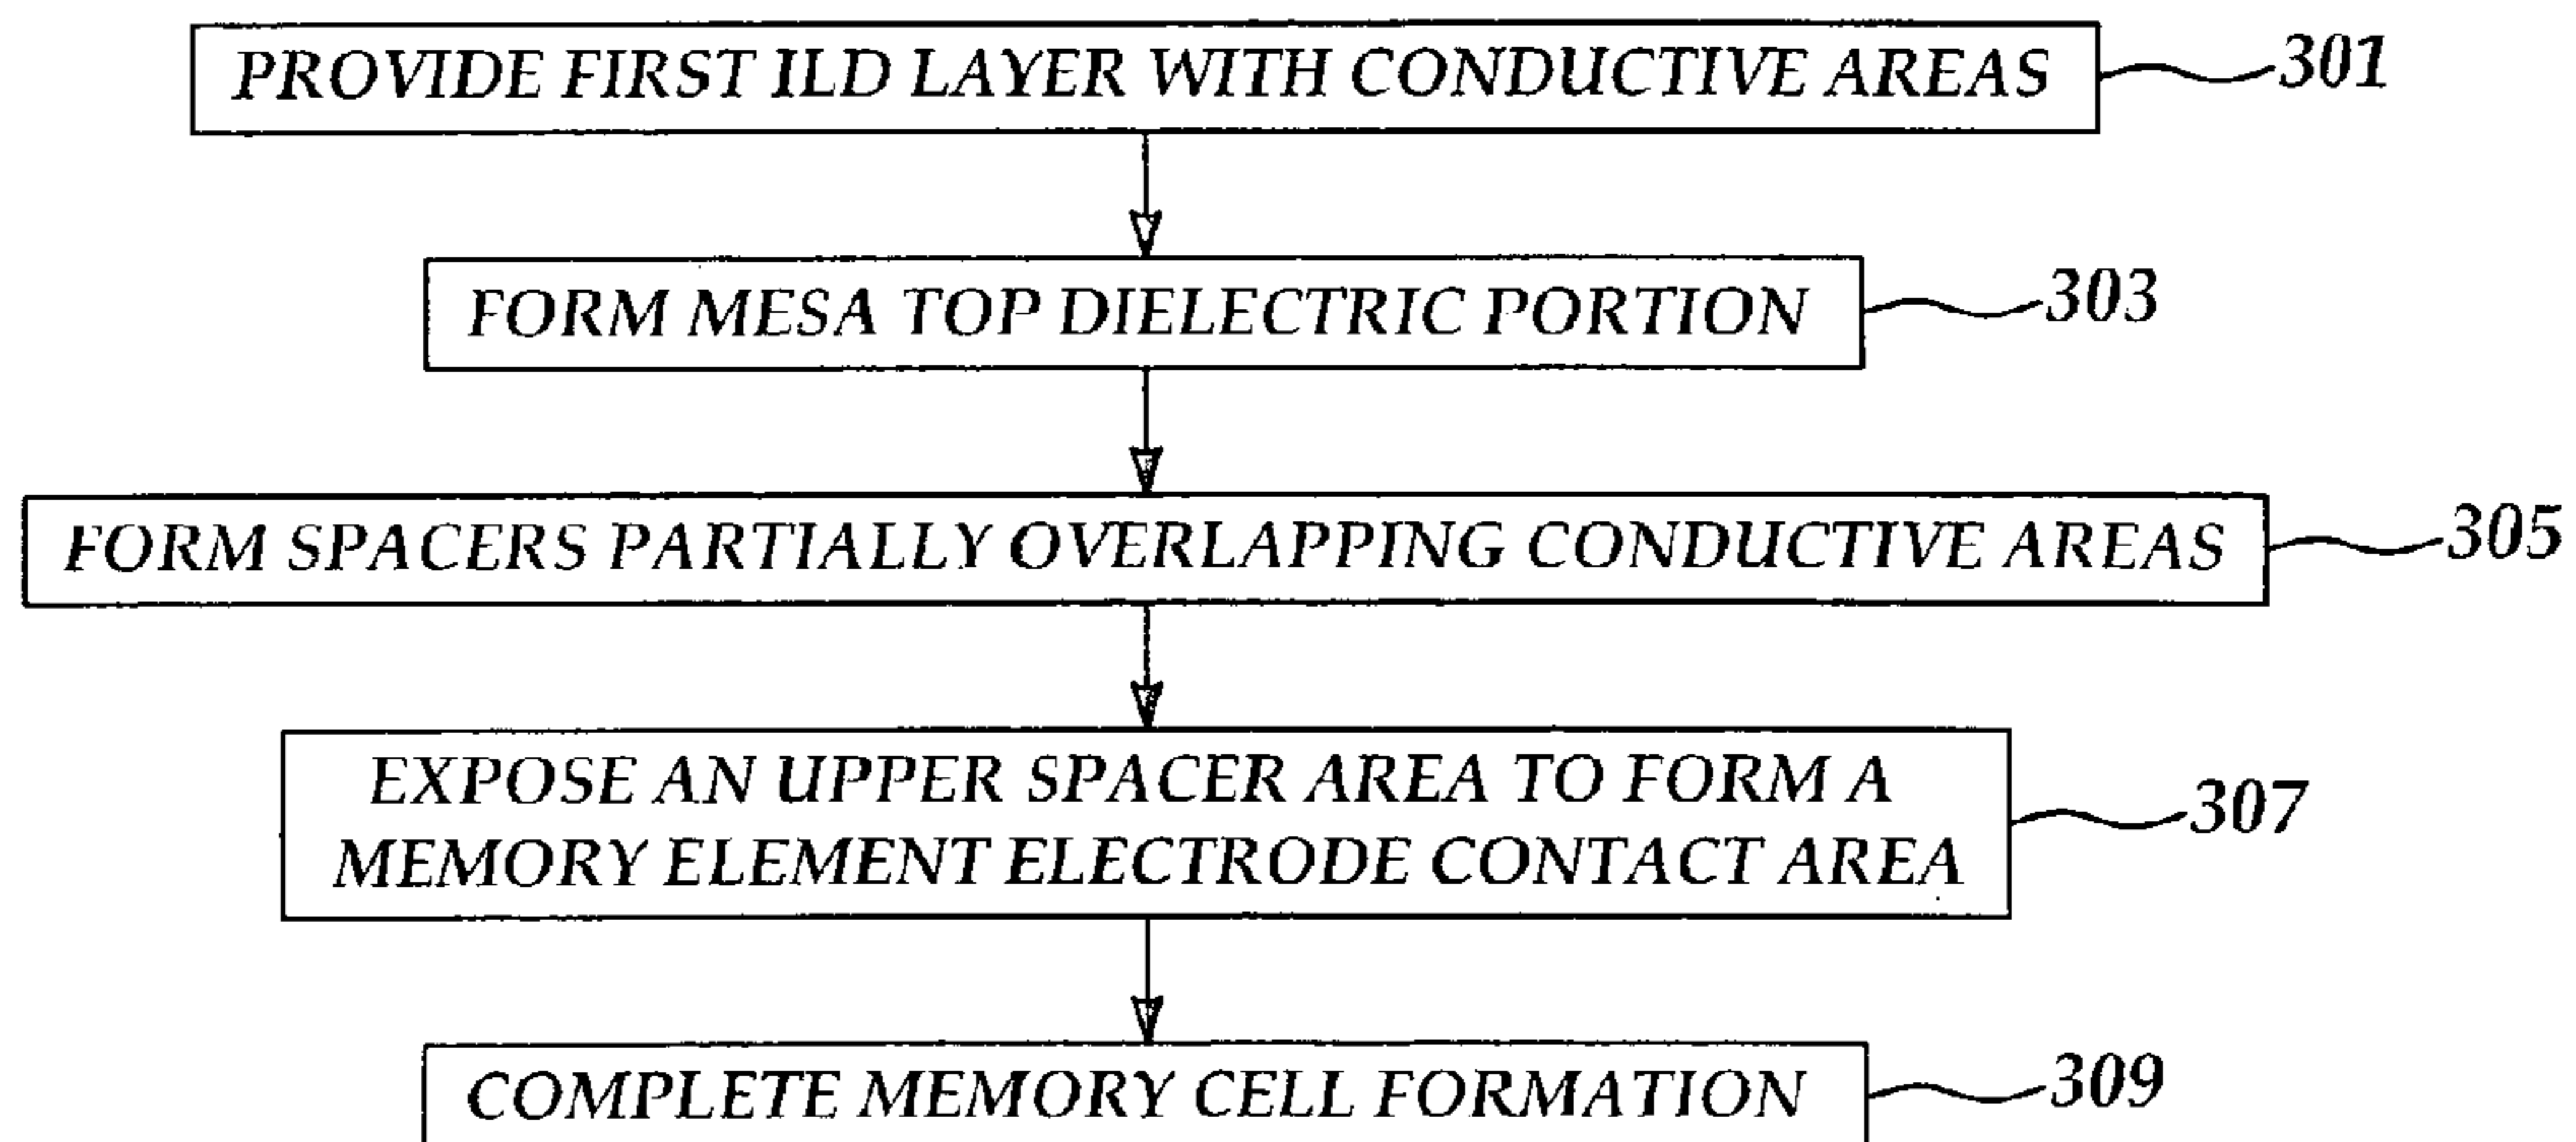 PROVIDE FIRST ILD LAYER WITH CONDUCTIVE AREAS 301
FORM MESA TOP DIELECTRIC PORTION 303
FORM SPACERS PARTIALLY OVERLAPPING CONDUCTIVE AREAS 305
EXPOSE AN UPPER SPACER AREA TO FORM A
MEMORY ELEMENT ELECTRODE CONTACT AREA 307
COMPLETE MEMORY CELL FORMATION 309